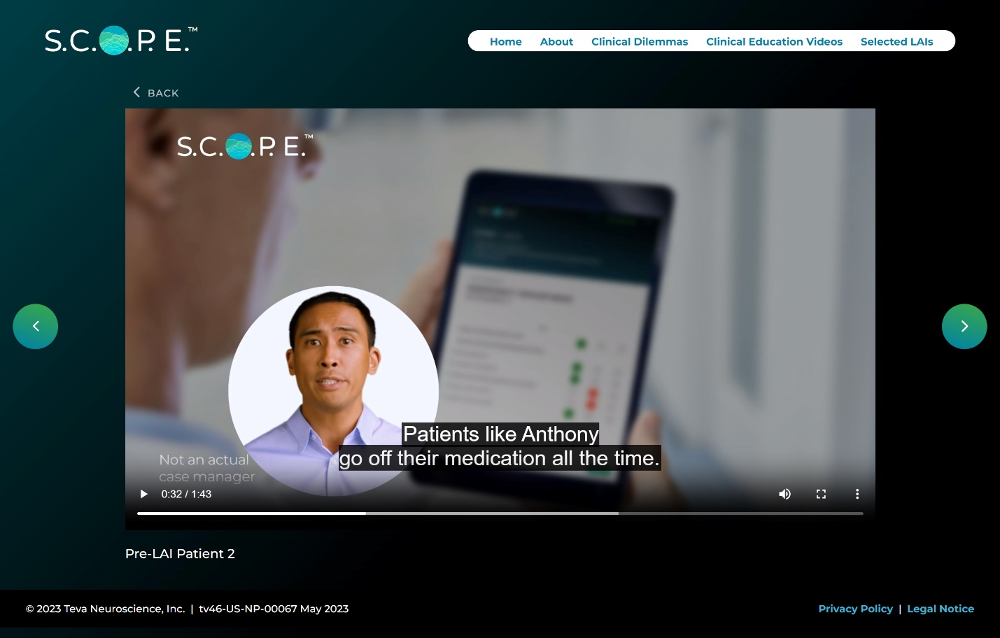 S.C.O.P.E.™
Home About Clinical Dilemmas Clinical Education Videos Selected LAIs
BACK
S.C.O.P.E.™
Patients like Anthony
go off their medication all the time.
Not an actual
case manager
0:32 / 1:43
Pre-LAI Patient 2
© 2023 Teva Neuroscience, Inc. | tv46-US-NP-00067 May 2023
Privacy Policy | Legal Notice